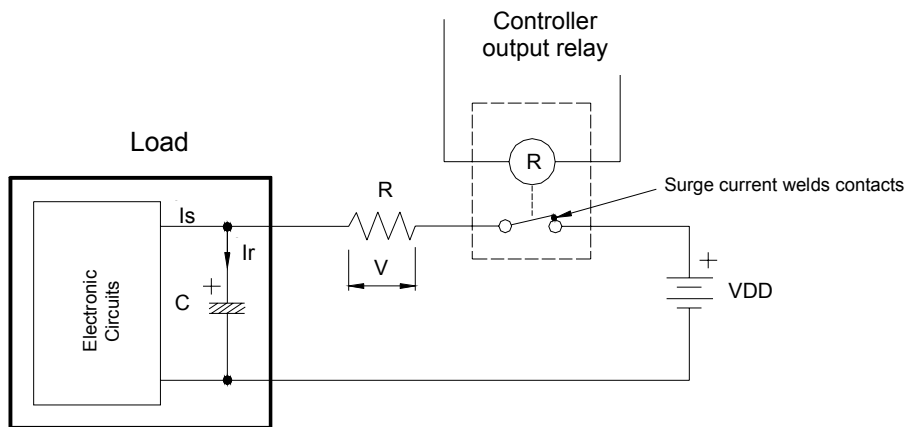 Controller
output relay
Load
R
R
Surge current welds contacts
Is
Ir
+
V
+
C
VDD
Electronic
Circuits